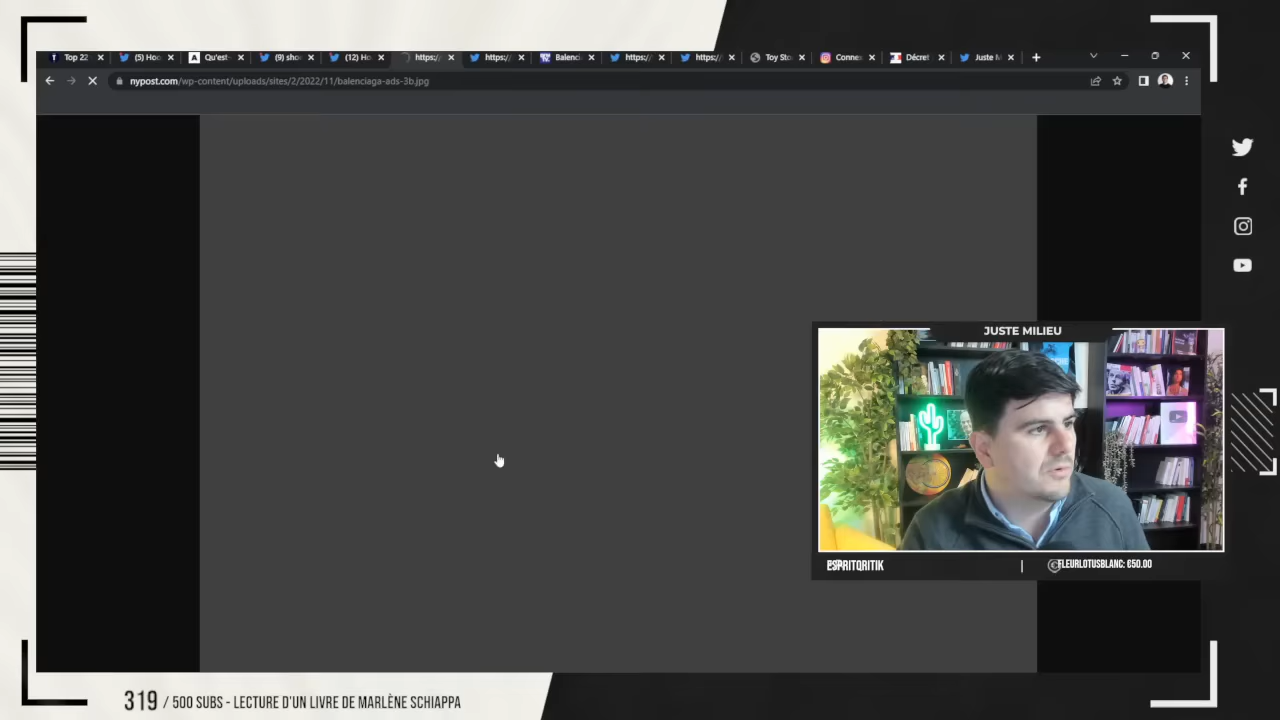 Top 22
(5) Hoo
Qu'est-
(9) sho
(12) Ho
https:/
https:/
Balenci
https:/
https:/
Toy Sto
Connex
Décret
Juste M
nypost.com/wp-content/uploads/sites/2/2022/11/balenciaga-ads-3b.jpg
JUSTE MILIEU
ESPRITQRITIK | FLEURLOTUSBLANC: €50.00
319 / 500 SUBS - LECTURE D'UN LIVRE DE MARLÈNE SCHIAPPA